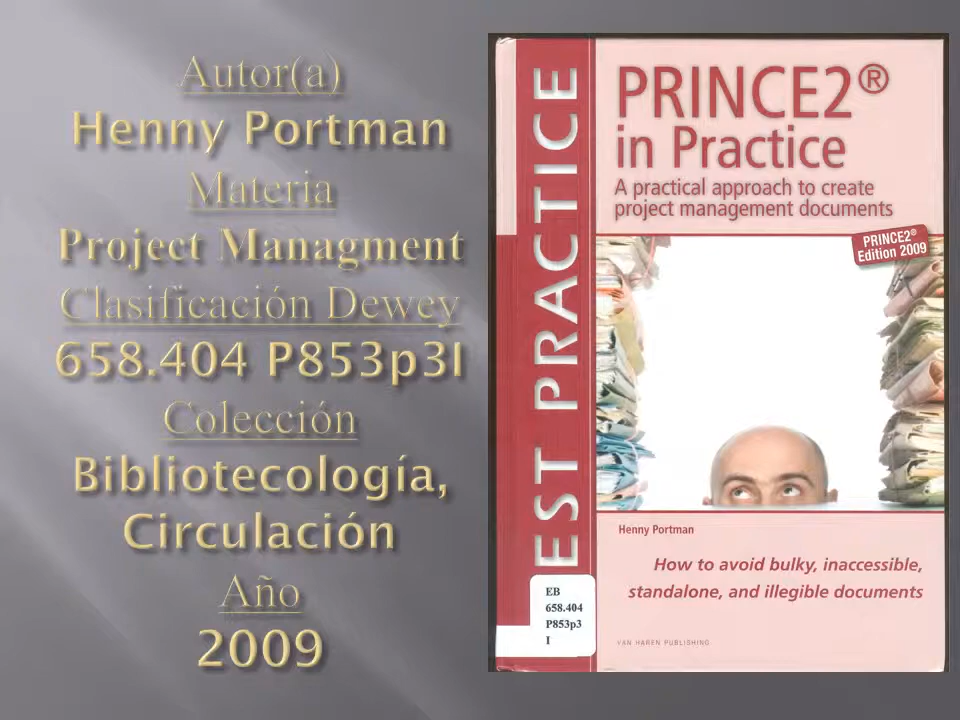 Autor(a)
Henny Portman
Materia
Project Managment
Clasificación Dewey
658.404 P853p3I
Colección
Bibliotecología,
Circulación
Año
2009
EST PRACTICE
PRINCE2®
in Practice
A practical approach to create
project management documents
PRINCE2®
Edition 2009
Henny Portman
How to avoid bulky, inaccessible,
standalone, and illegible documents
VAN HAREN PUBLISHING
EB
658.404
P853p3
I